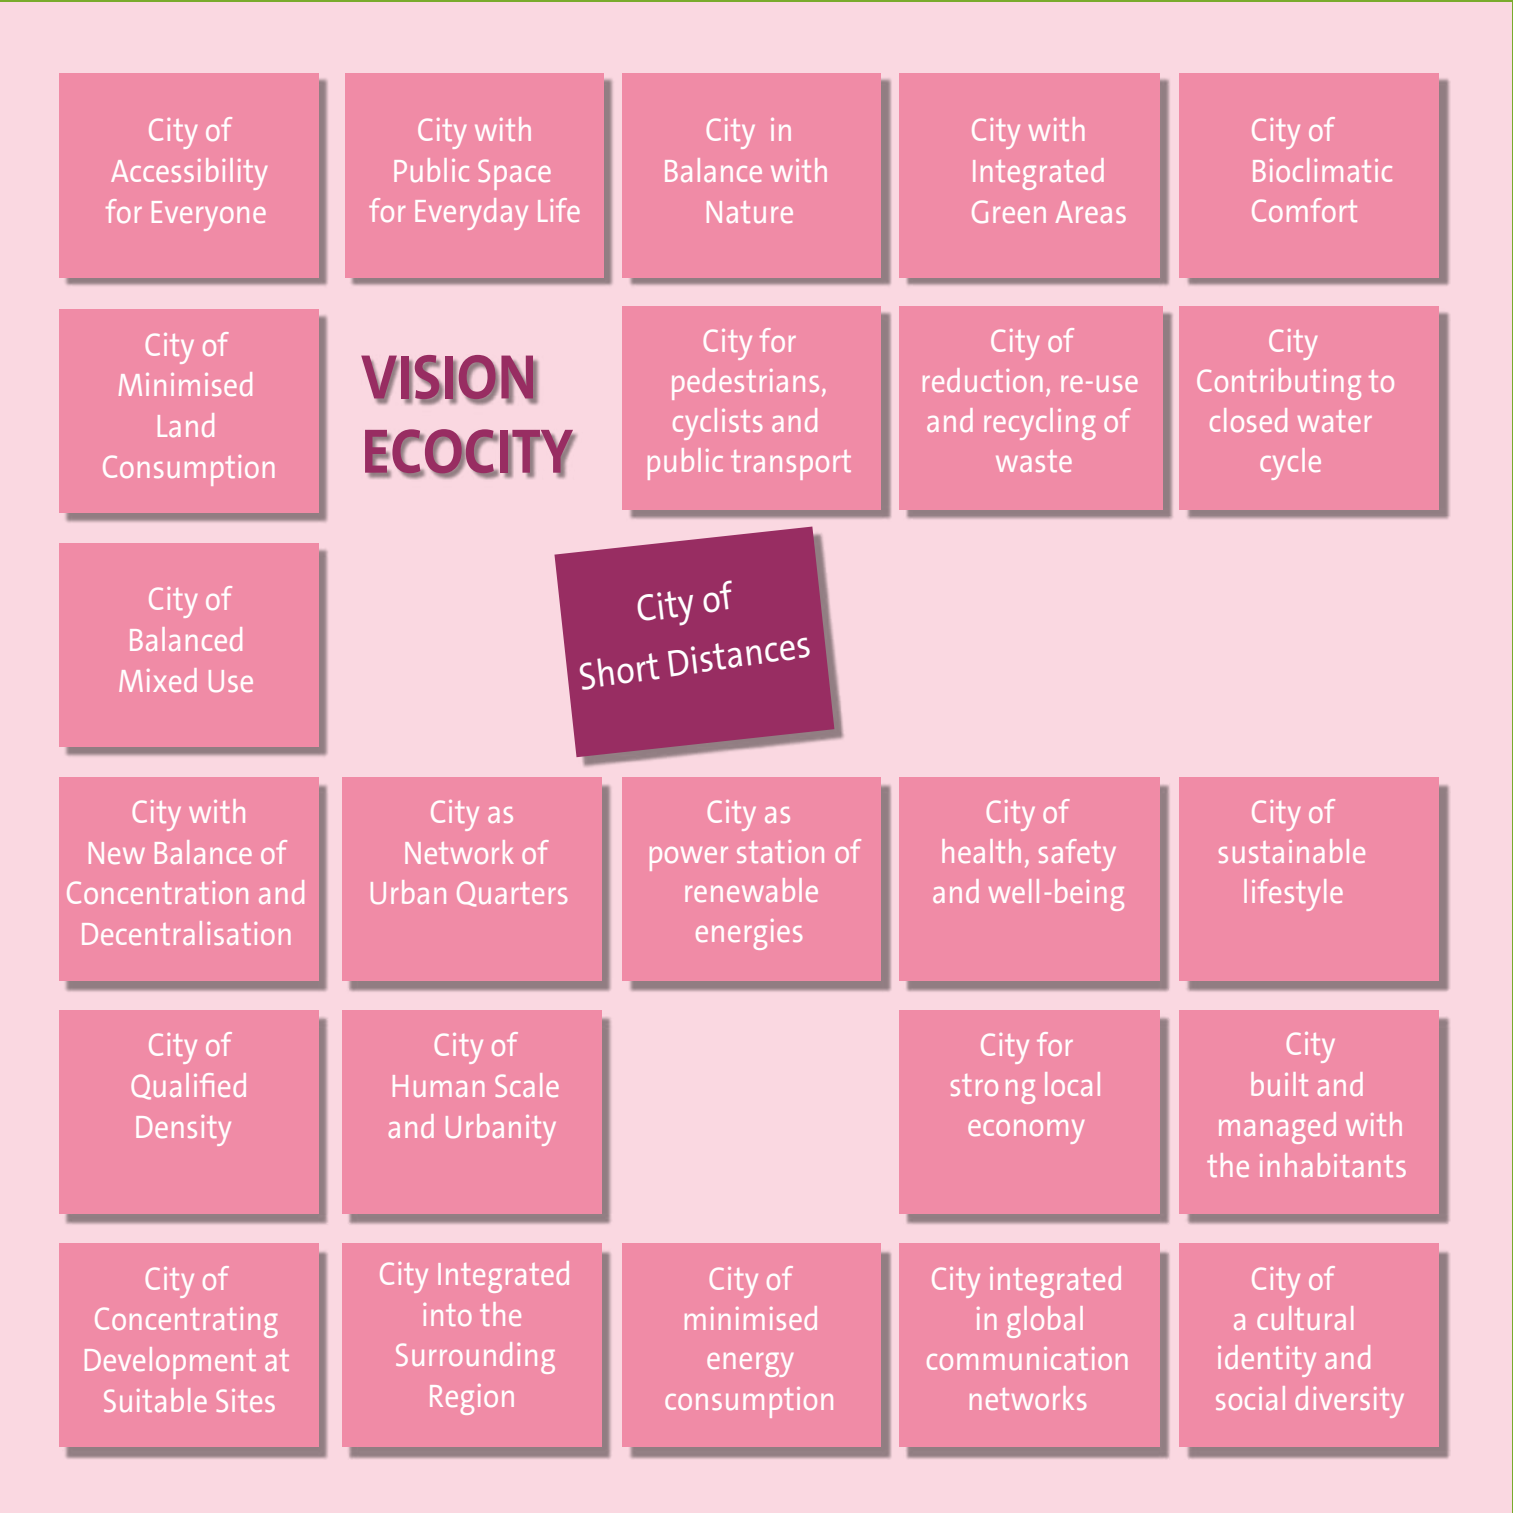 City of
Accessibility
for Everyone
City with
Public Space
for Everyday Life
City in
Balance with
Nature
City with
Integrated
Green Areas
City of
Bioclimatic
Comfort
City of
Minimised
Land
Consumption
VISION
ECOCITY
City for
pedestrians,
cyclists and
public transport
City of
reduction, re-use
and recycling of
waste
City
Contributing to
closed water
cycle
City of
Balanced
Mixed Use
City of
Short Distances
City with
New Balance of
Concentration and
Decentralisation
City as
Network of
Urban Quarters
City as
power station of
renewable
energies
City of
health, safety
and well-being
City of
sustainable
lifestyle
City of
Qualified
Density
City of
Human Scale
and Urbanity
City for
strong local
economy
City
built and
managed with
the inhabitants
City of
Concentrating
Development at
Suitable Sites
City Integrated
into the
Surrounding
Region
City of
minimised
energy
consumption
City integrated
in global
communication
networks
City of
a cultural
identity and
social diversity